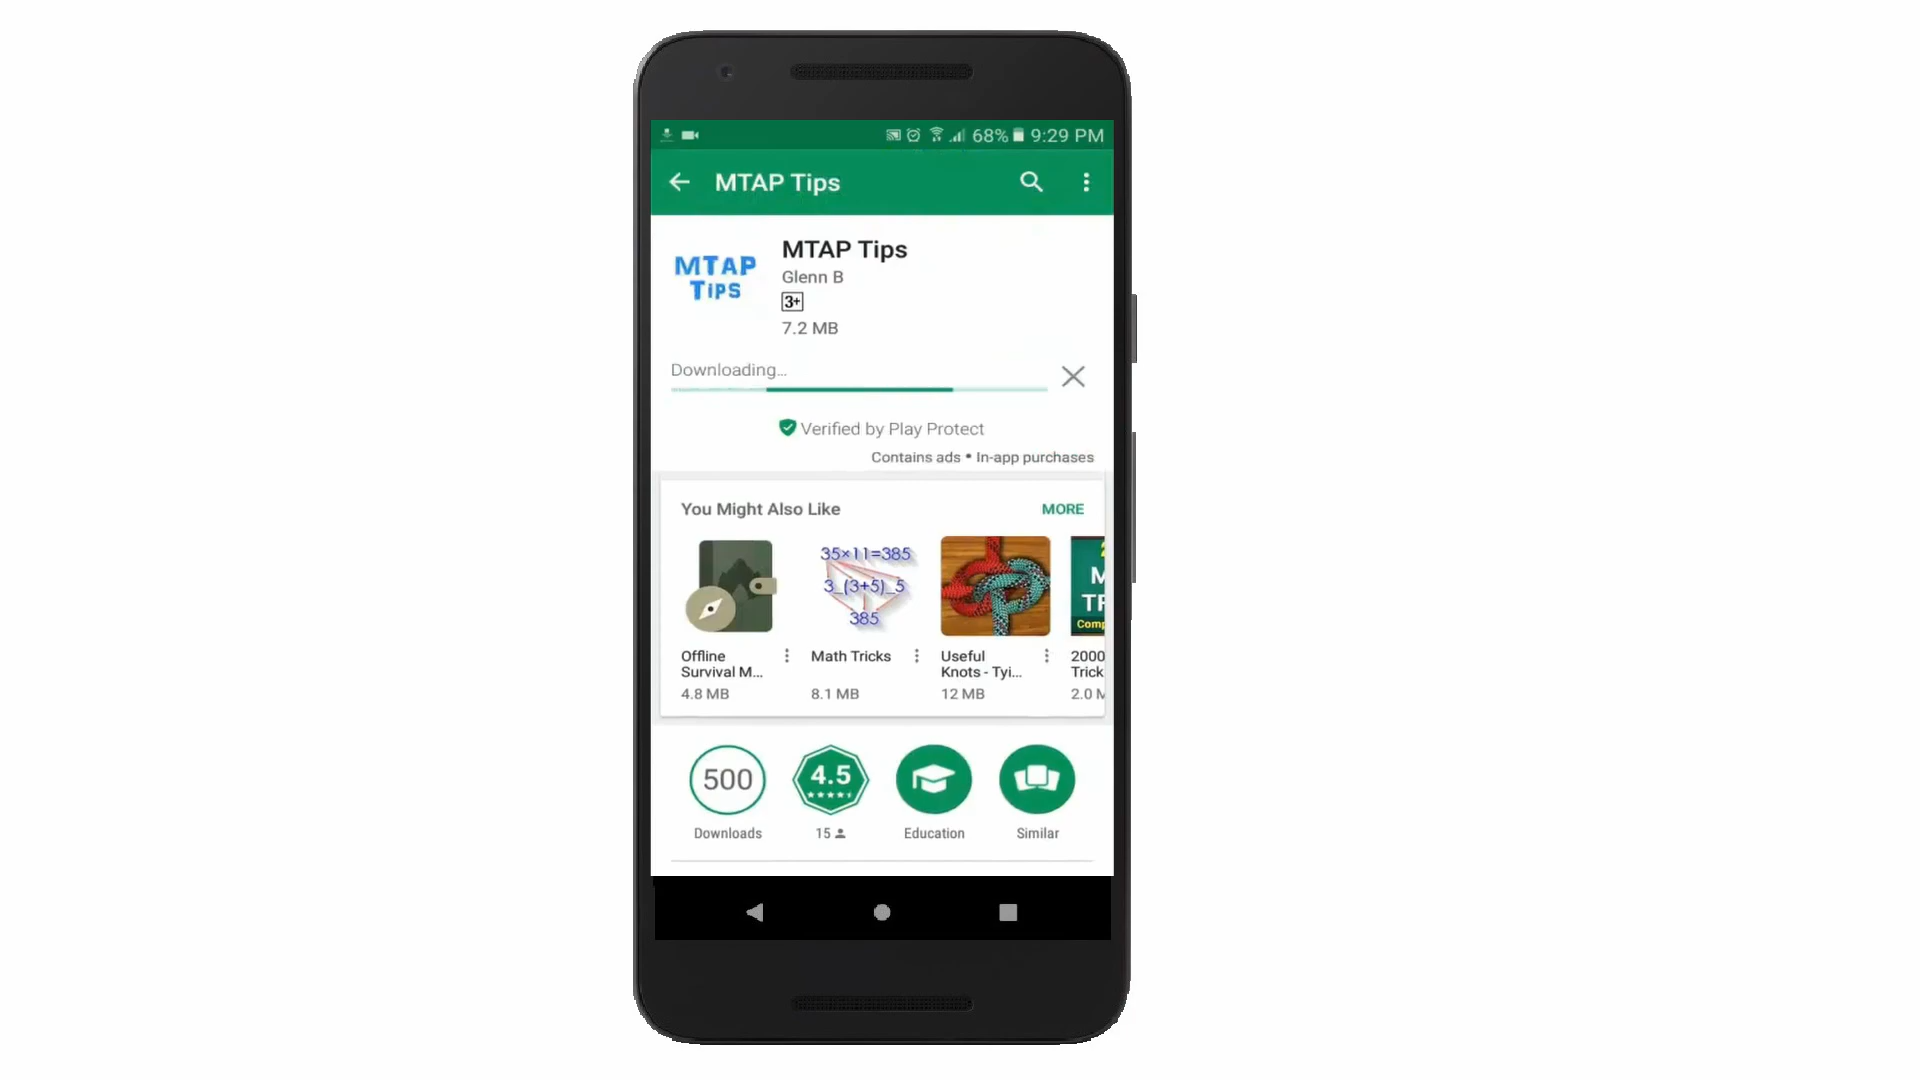 68% 9:29 PM
MTAP Tips
MTAP
TIPS
MTAP Tips
Glenn B
3+
7.2 MB
Downloading...
Verified by Play Protect
Contains ads • In-app purchases
You Might Also Like
MORE
35×11=385
3_(3+5)_5
385
Offline
Survival M...
4.8 MB
Math Tricks
8.1 MB
Useful
Knots - Tyi...
12 MB
2000
Trick
2.0
500
Downloads
4.5
15
Education
Similar